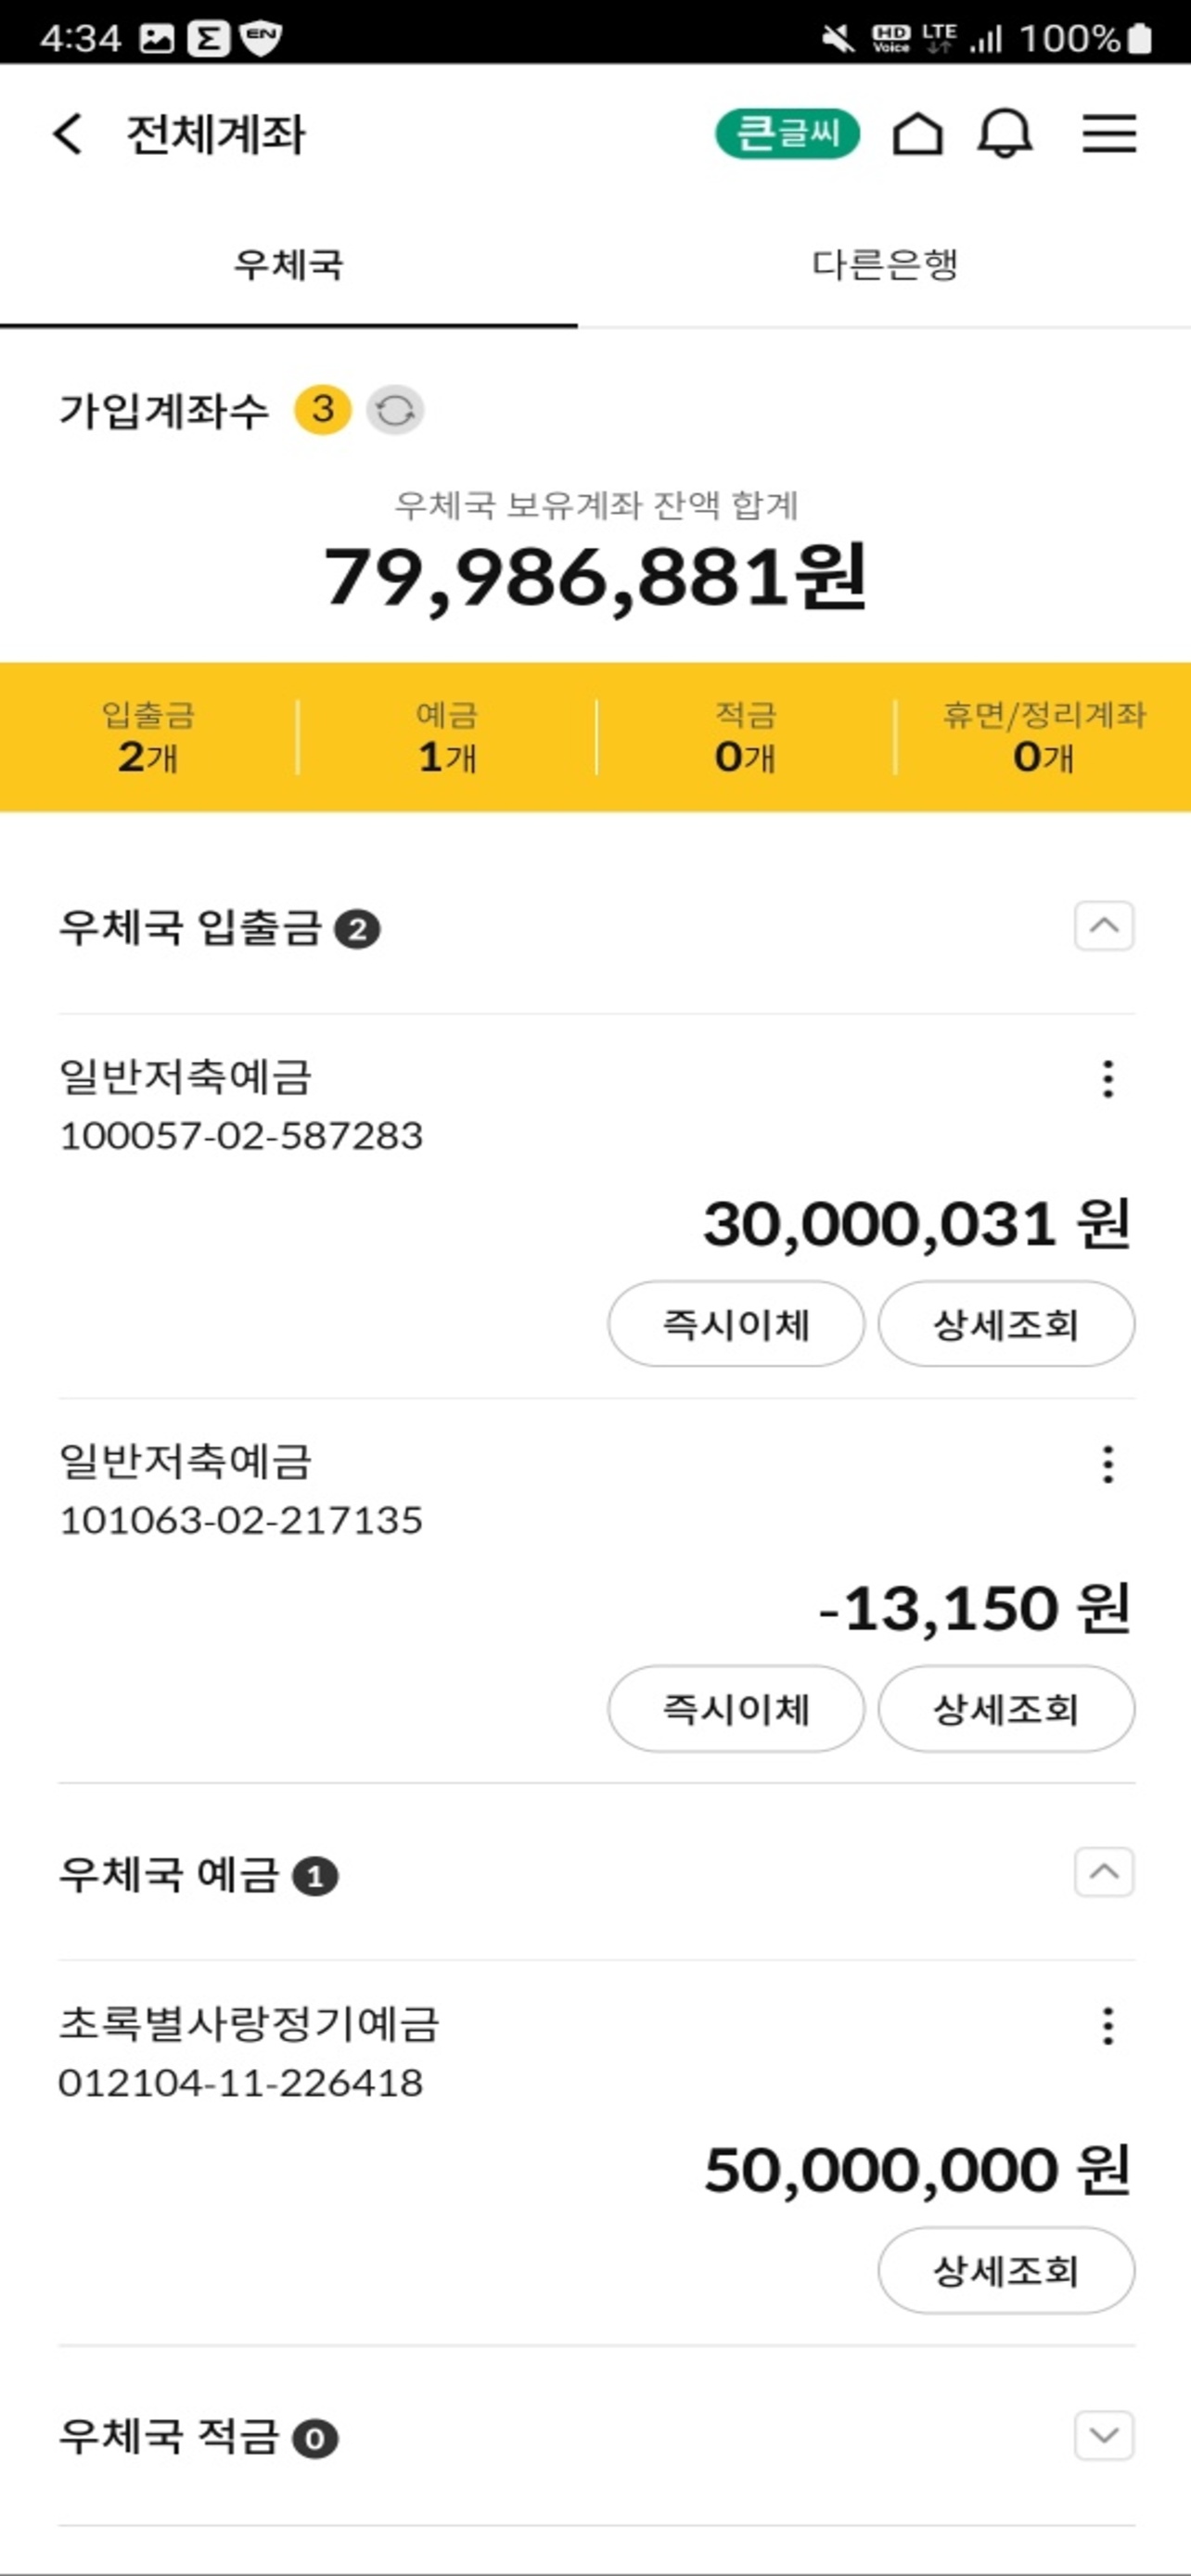 4:34 Σ EN HD Voice LTE 100%
전체계좌 큰글씨
우체국 다른은행
가입계좌수 3
우체국 보유계좌 잔액 합계
79,986,881원
입출금 예금 적금 휴면/정리계좌
2개 1개 0개 0개
우체국 입출금 2
일반저축예금
100057-02-587283
30,000,031 원
즉시이체 상세조회
일반저축예금
101063-02-217135
-13,150 원
즉시이체 상세조회
우체국 예금 1
초록별사랑정기예금
012104-11-226418
50,000,000 원
상세조회
우체국 적금 0